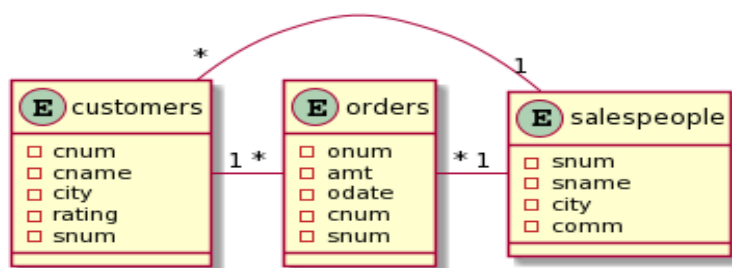 * 1
E customers
cnum
cname
city
rating
snum
1 *
E orders
onum
amt
odate
cnum
snum
* 1
E salespeople
snum
sname
city
comm